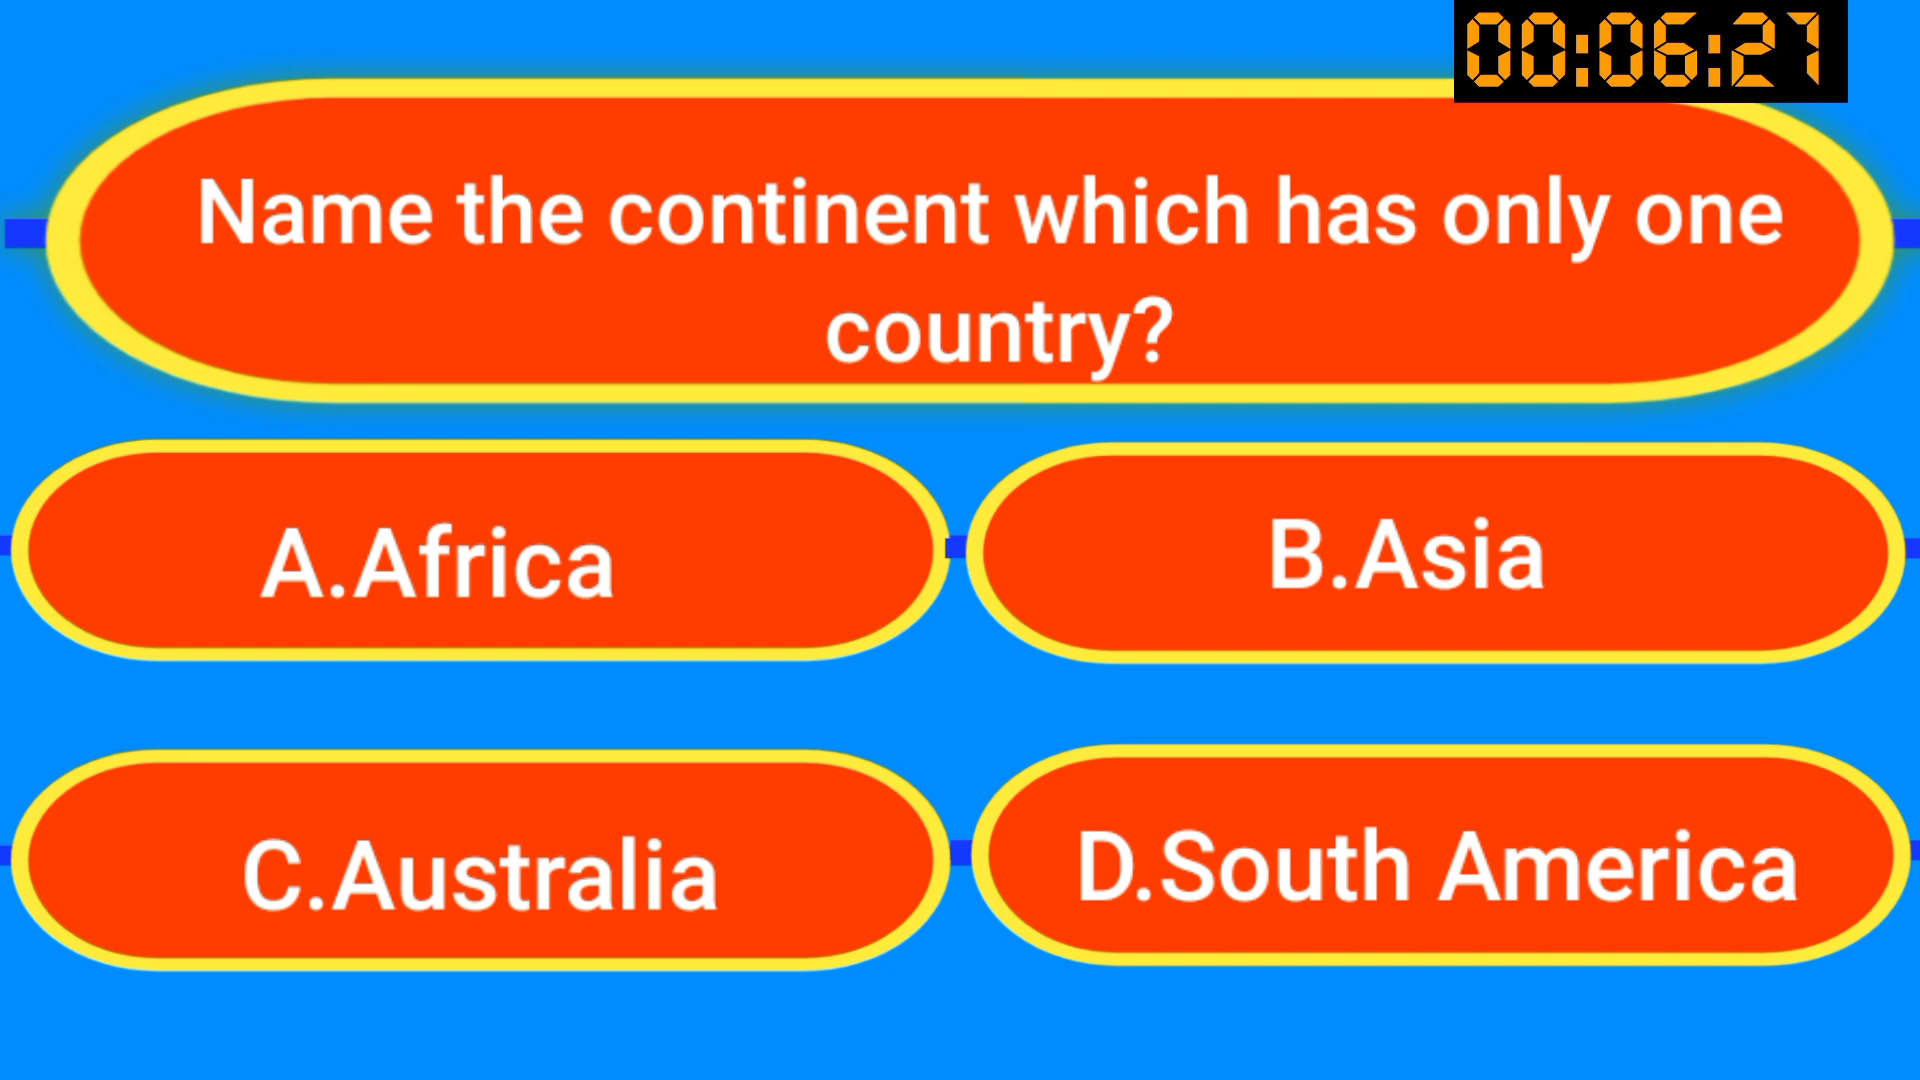 00:06:27
Name the continent which has only one
country?
A.Africa
B.Asia
C.Australia
D.South America